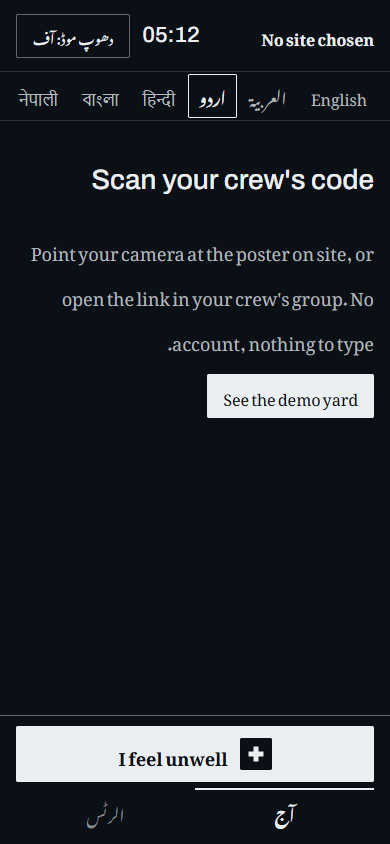 No site chosen
05:12
دھوپ موڈ: آف
English
العربية
اردو
हिन्दी
বাংলা
नेपाली
Scan your crew's code
Point your camera at the poster on site, or
open the link in your crew's group. No
account, nothing to type.
See the demo yard
I feel unwell
آج
الرٹس